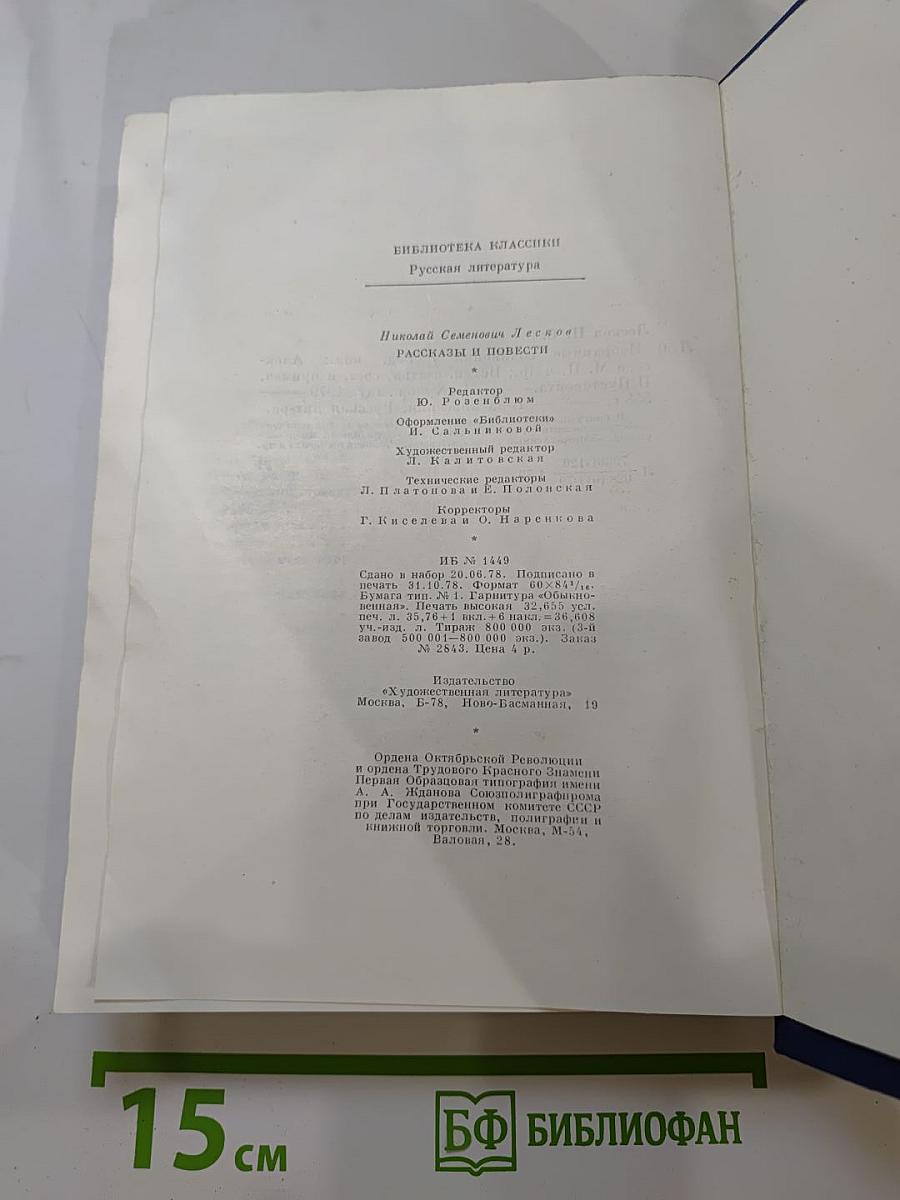 БИБЛИОТЕКА КЛАССИКИ
Русская литература
Николай Семенович Лесков
РАССКАЗЫ И ПОВЕСТИ
*
Редактор
Ю. Розенблюм
Оформление «Библиотеки»
И. Сальниковой
Художественный редактор
Л. Калитовская
Технические редакторы
Л. Платонова и Е. Полонская
Корректоры
Г. Киселева и О. Наренкова
*
ИБ № 1449
Сдано в набор 20.06.78. Подписано в
печать 31.10.78. Формат 60×84¹/₁₆.
Бумага тип. № 1. Гарнитура «Обыкно-
венная». Печать высокая 32,655 усл.
печ. л. 35,76+1 вкл.+6 накл.=36,608
уч.-изд. л. Тираж 800 000 экз. (3-й
завод 500 001—800 000 экз.). Заказ
№ 2843. Цена 4 р.
Издательство
«Художественная литература»
Москва, Б-78, Ново-Басманная, 19
*
Ордена Октябрьской Революции
и ордена Трудового Красного Знамени
Первая Образцовая типография имени
А. А. Жданова Союзполиграфпрома
при Государственном комитете СССР
по делам издательств, полиграфии и
книжной торговли. Москва, М-54,
Валовая, 28.
15 см
БФ БИБЛИОФАН